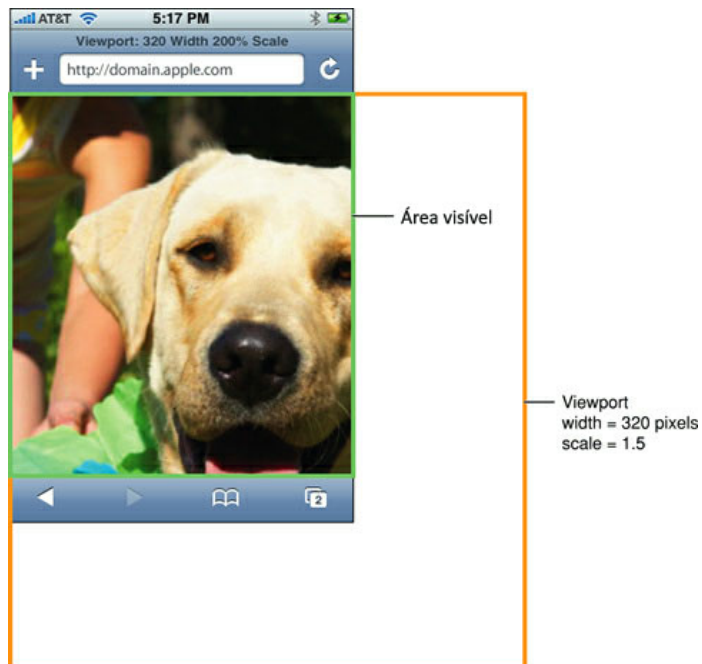 AT&T 5:17 PM
Viewport: 320 Width 200% Scale
http://domain.apple.com
Área visível
Viewport
width = 320 pixels
scale = 1.5
2